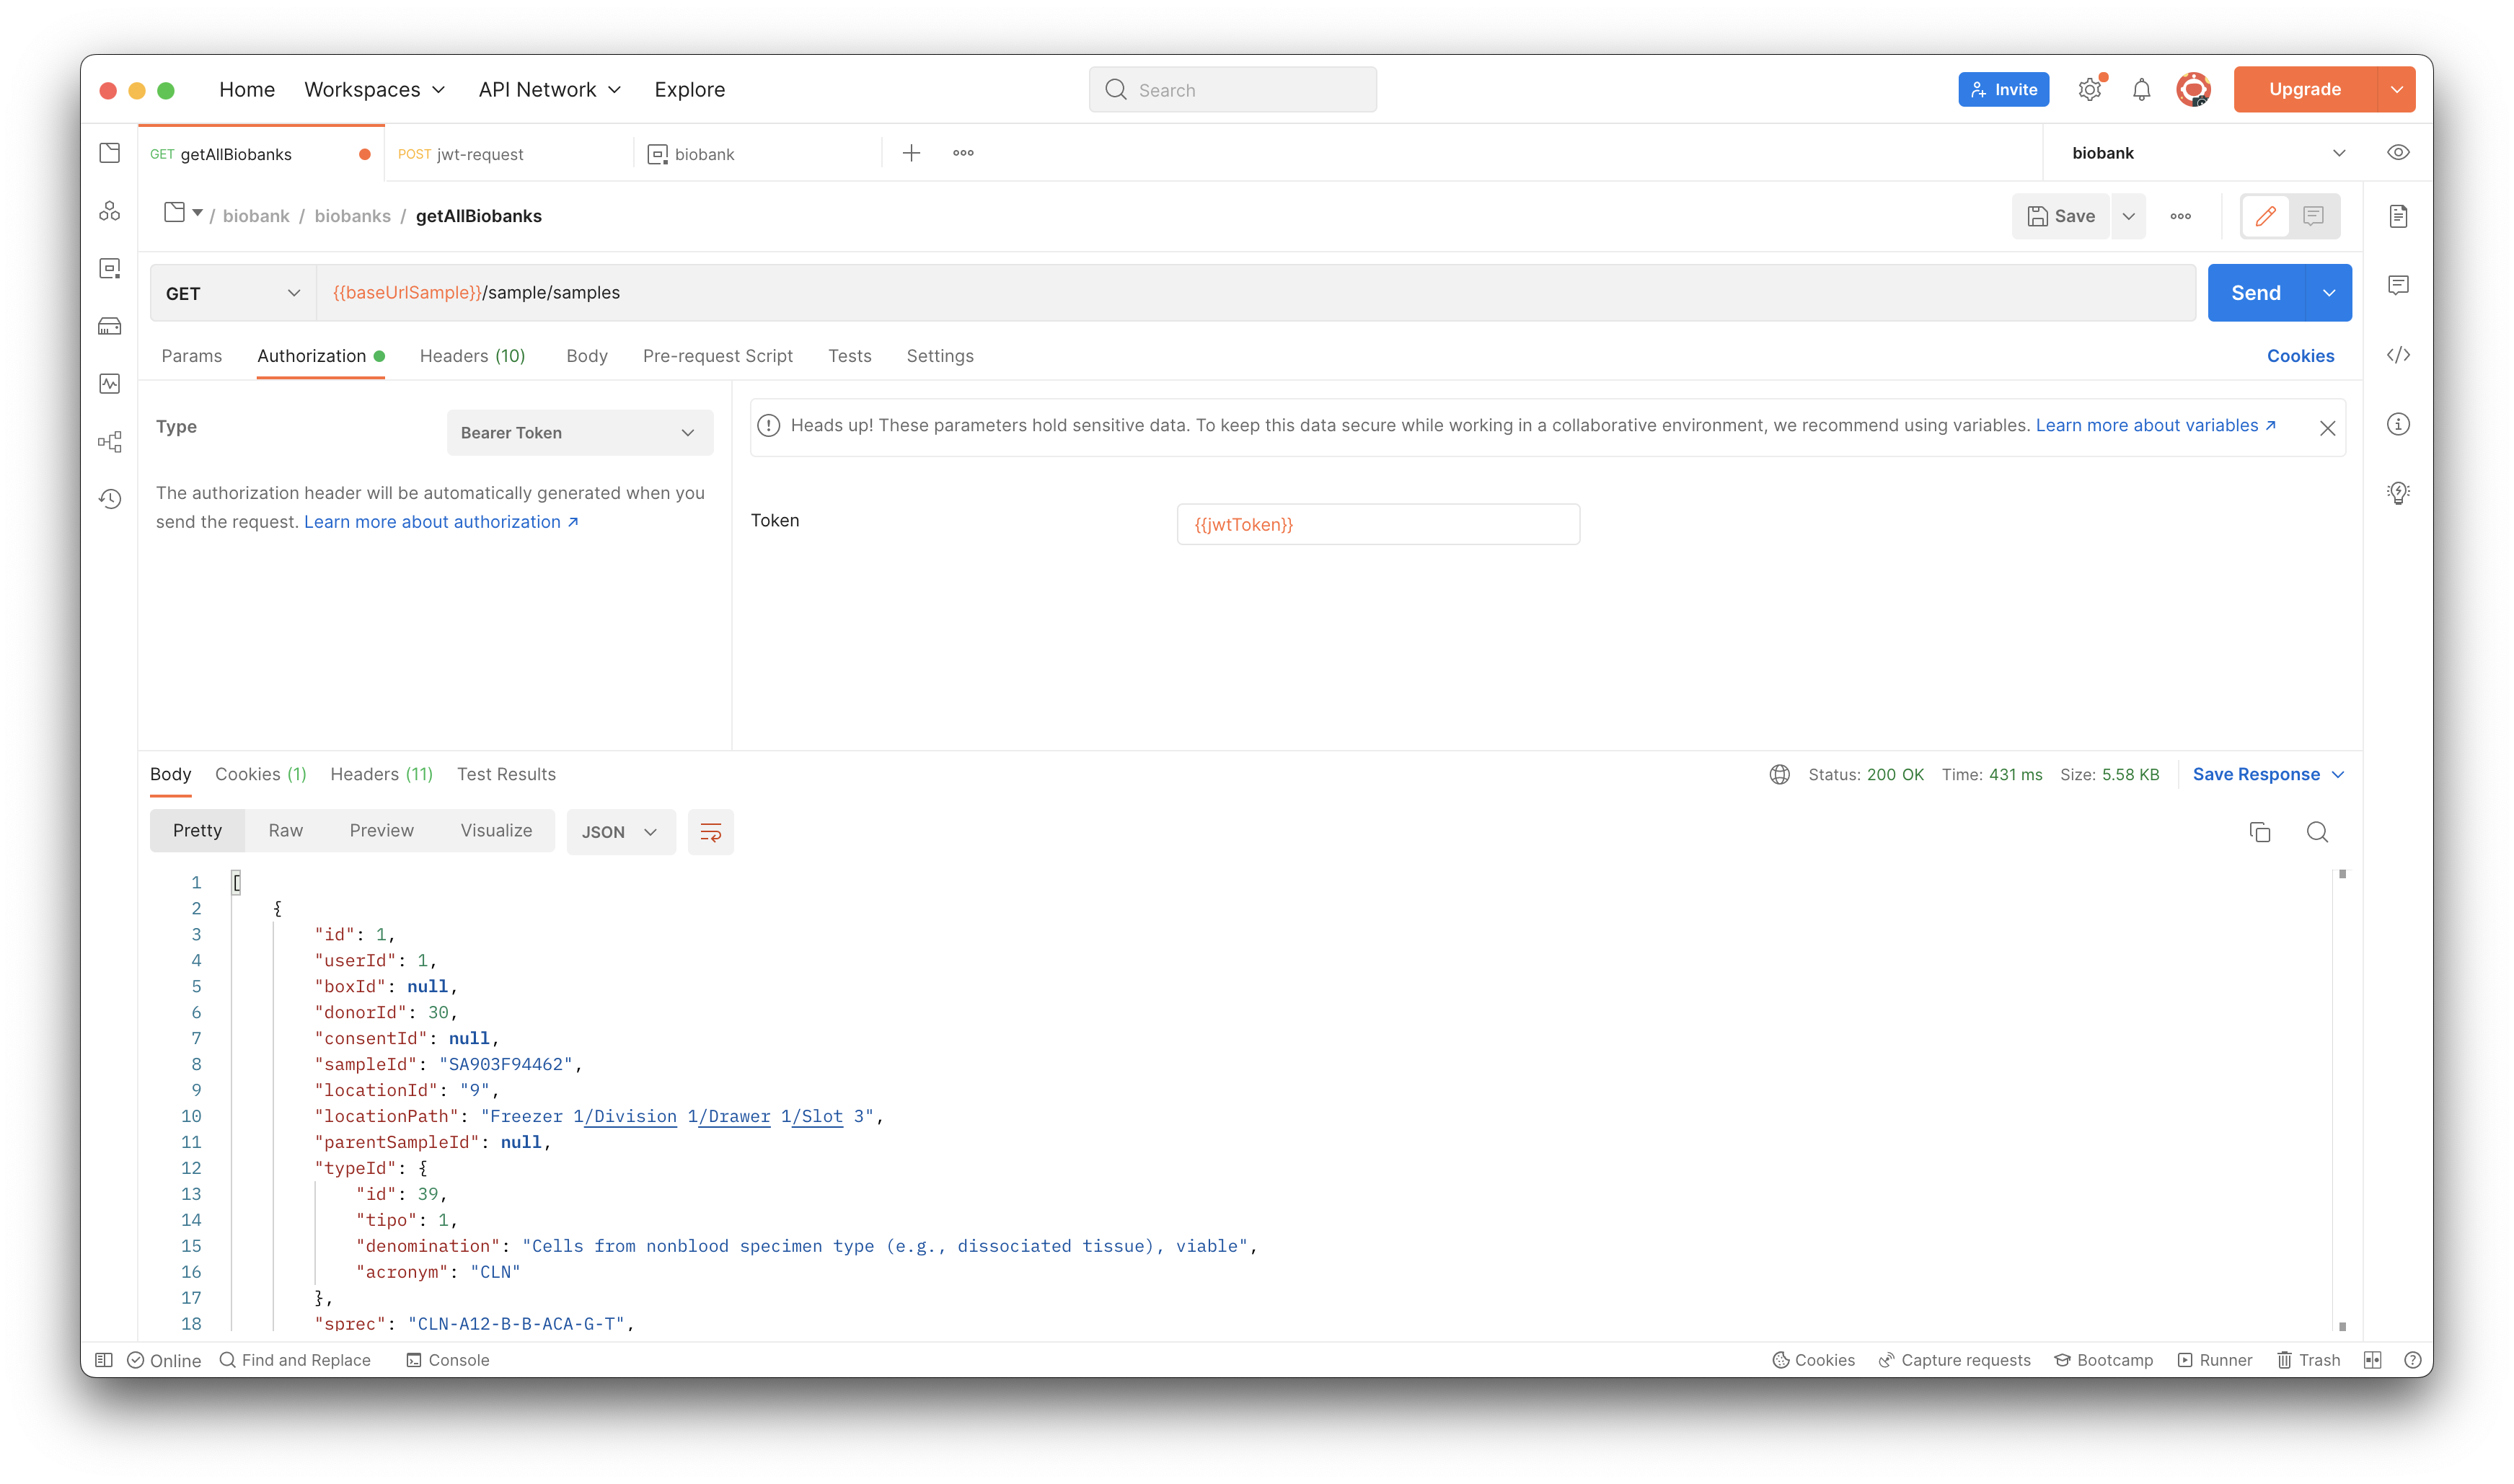 Home Workspaces API Network Explore Search Invite Upgrade
GET getAllBiobanks POST jwt-request biobank biobank
/ biobank / biobanks / getAllBiobanks Save
GET {{baseUrlSample}}/sample/samples Send
Params Authorization Headers (10) Body Pre-request Script Tests Settings Cookies
Type Bearer Token
Heads up! These parameters hold sensitive data. To keep this data secure while working in a collaborative environment, we recommend using variables. Learn more about variables ↗
The authorization header will be automatically generated when you
send the request. Learn more about authorization ↗
Token {{jwtToken}}
Body Cookies (1) Headers (11) Test Results Status: 200 OK Time: 431 ms Size: 5.58 KB Save Response
Pretty Raw Preview Visualize JSON
1 [
2 {
3 "id": 1,
4 "userId": 1,
5 "boxId": null,
6 "donorId": 30,
7 "consentId": null,
8 "sampleId": "SA903F94462",
9 "locationId": "9",
10 "locationPath": "Freezer 1/Division 1/Drawer 1/Slot 3",
11 "parentSampleId": null,
12 "typeId": {
13 "id": 39,
14 "tipo": 1,
15 "denomination": "Cells from nonblood specimen type (e.g., dissociated tissue), viable",
16 "acronym": "CLN"
17 },
18 "sprec": "CLN-A12-B-B-ACA-G-T",
Online Find and Replace Console Cookies Capture requests Bootcamp Runner Trash